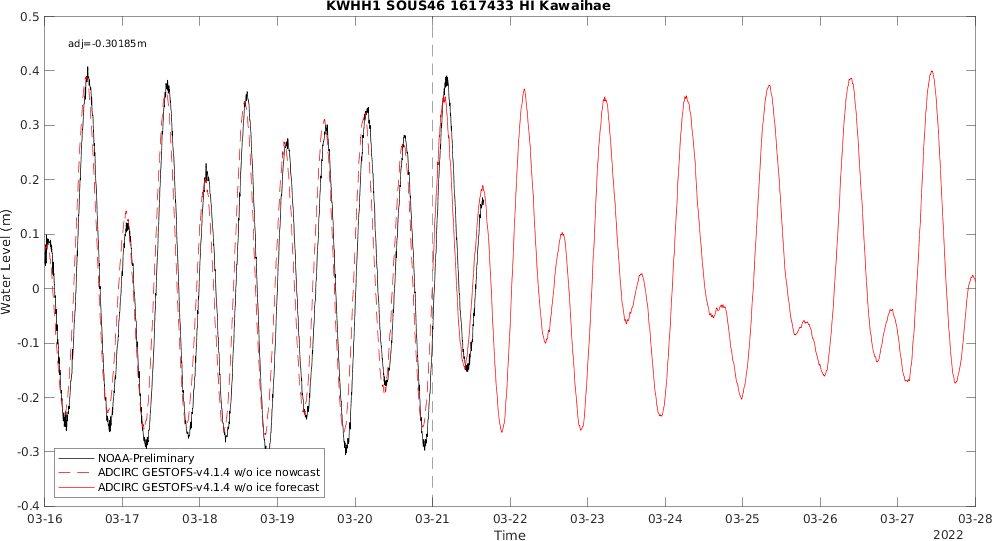 KWHH1 SOUS46 1617433 HI Kawaihae
adj=-0.30185m
0.5
0.4
0.3
0.2
0.1
0
-0.1
-0.2
-0.3
-0.4
Water Level (m)
NOAA-Preliminary
ADCIRC GESTOFS-v4.1.4 w/o ice nowcast
ADCIRC GESTOFS-v4.1.4 w/o ice forecast
03-16 03-17 03-18 03-19 03-20 03-21 03-22 03-23 03-24 03-25 03-26 03-27 03-28
Time
2022